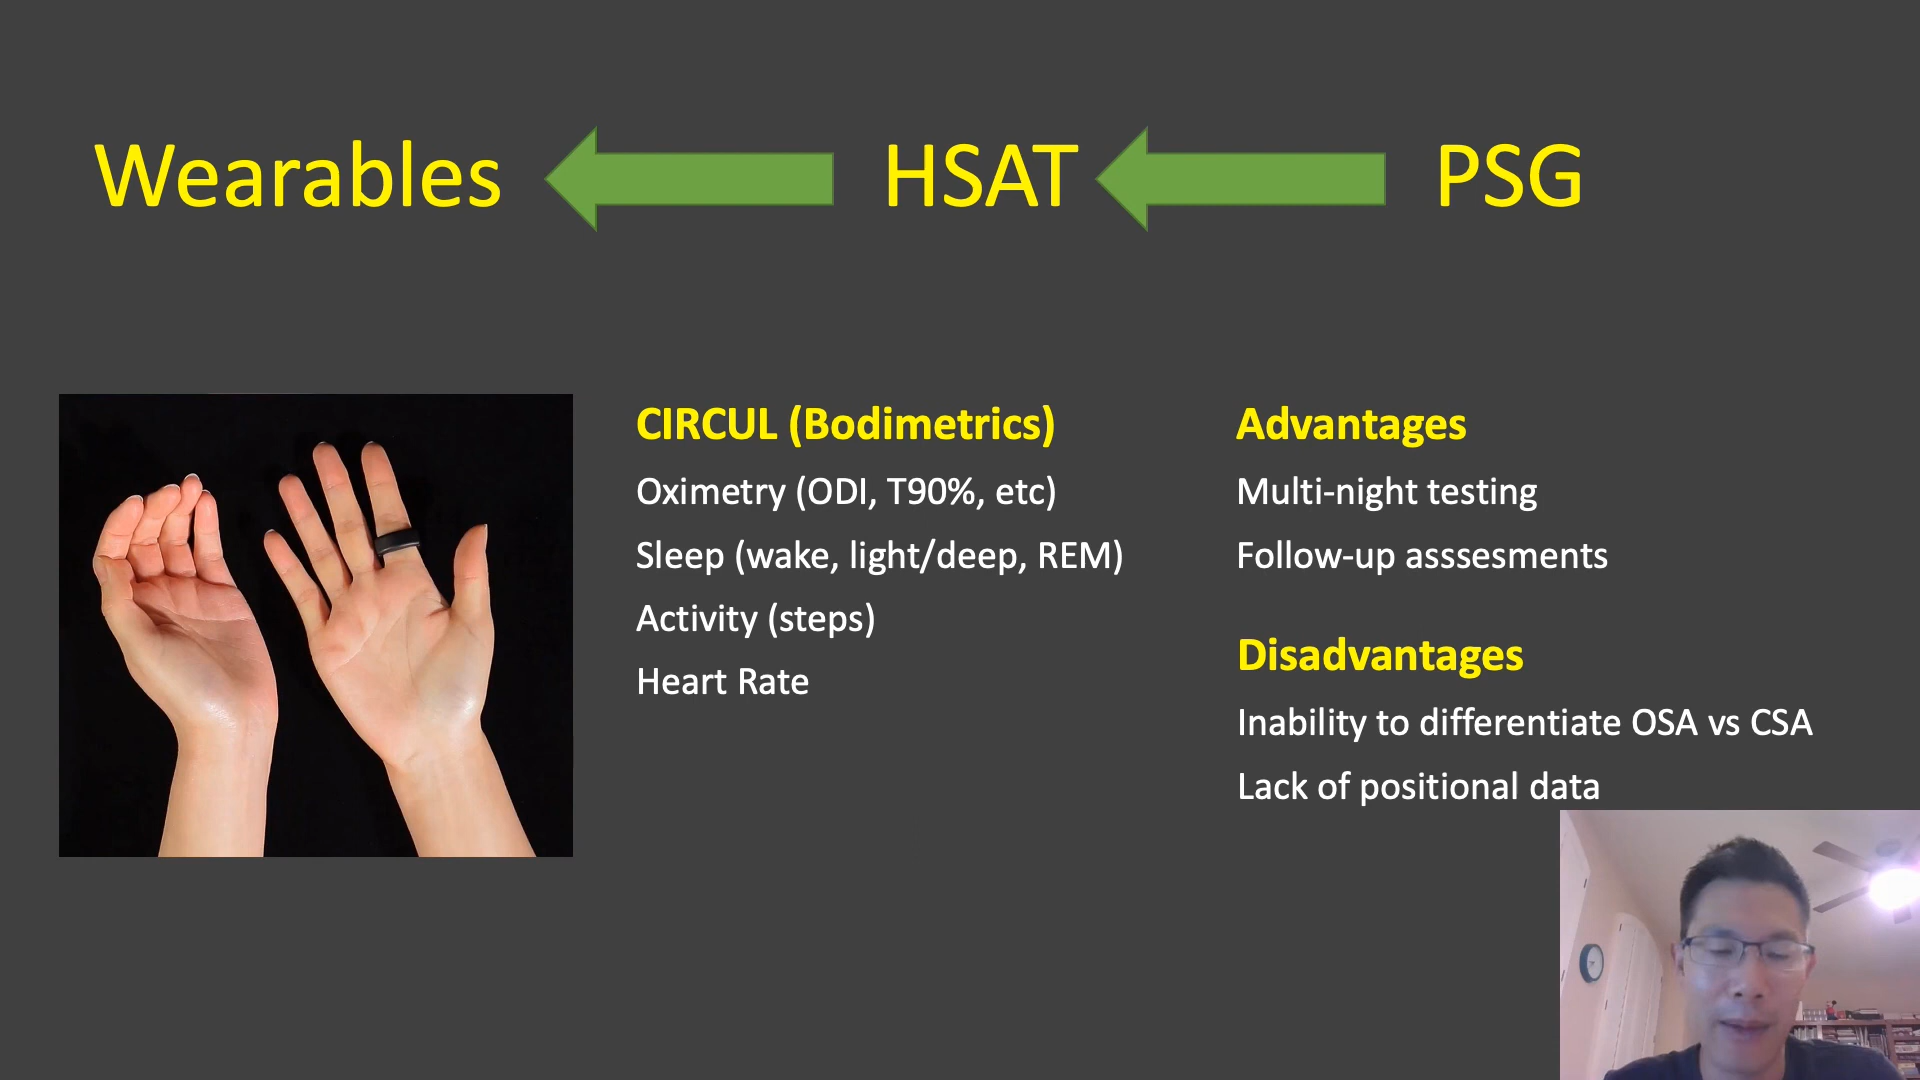 Wearables HSAT PSG
CIRCUL (Bodimetrics)
Oximetry (ODI, T90%, etc)
Sleep (wake, light/deep, REM)
Activity (steps)
Heart Rate
Advantages
Multi-night testing
Follow-up asssesments
Disadvantages
Inability to differentiate OSA vs CSA
Lack of positional data